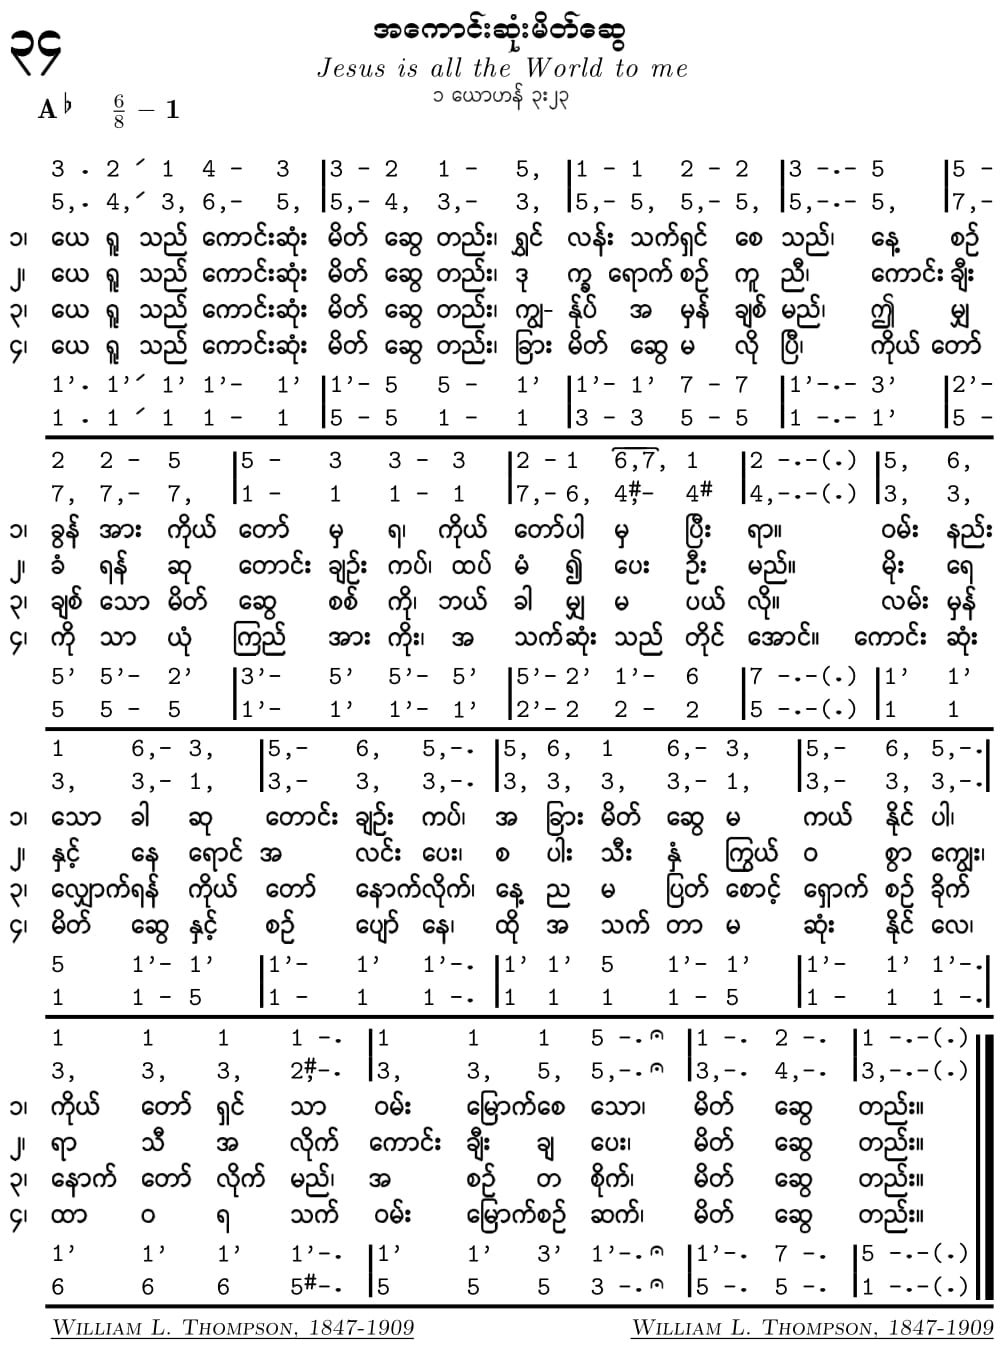 ၃၄
အကောင်းဆုံးမိတ်ဆွေ
Jesus is all the World to me
၁ ယောဟန် ၃း၂၃
A♭ 6/8 – 1
3 . 2 ́ 1 4 – 3 |3 – 2 1 – 5, |1 – 1 2 – 2 |3 –.– 5 |5 –
5,. 4,́ 3, 6,– 5, |5,– 4, 3,– 3, |5,– 5, 5,– 5, |5,–.– 5, |7,–
၁၊ ယေ ရှု သည် ကောင်းဆုံး မိတ် ဆွေ တည်း၊ ရွှင် လန်း သက်ရှင် စေ သည်၊ နေ့ စဉ်
၂၊ ယေ ရှု သည် ကောင်းဆုံး မိတ် ဆွေ တည်း၊ ဒု က္ခ ရောက် စဉ် ကူ ညီ၊ ကောင်း ချီး
၃၊ ယေ ရှု သည် ကောင်းဆုံး မိတ် ဆွေ တည်း၊ ကျွ- န်ုပ် အ မှန် ချစ် မည်၊ ဤ မျှ
၄၊ ယေ ရှု သည် ကောင်းဆုံး မိတ် ဆွေ တည်း၊ ခြား မိတ် ဆွေ မ လို ပြီ၊ ကိုယ် တော်
1’. 1’́ 1’ 1’– 1’ |1’– 5 5 – 1’ |1’– 1’ 7 – 7 |1’–.– 3’ |2’–
1 . 1 ́ 1 1 – 1 |5 – 5 1 – 1 |3 – 3 5 – 5 |1 –.– 1’ |5 –
2 2 – 5 |5 – 3 3 – 3 |2 – 1 6,7, 1 |2 –.–(.) |5, 6,
7, 7,– 7, |1 – 1 1 – 1 |7,– 6, 4#,– 4# |4,–.–(.) |3, 3,
၁၊ ခွန် အား ကိုယ် တော် မှ ရ၊ ကိုယ် တော်ပါ မှ ပြီး ရာ။ ဝမ်း နည်း
၂၊ ခံ ရန် ဆု တောင်း ချဉ်း ကပ်၊ ထပ် မံ ၍ ပေး ဦး မည်။ မိုး ရေ
၃၊ ချစ် သော မိတ် ဆွေ စစ် ကို၊ ဘယ် ခါ မျှ မ ပယ် လို။ လမ်း မှန်
၄၊ ကို သာ ယုံ ကြည် အား ကိုး၊ အ သက်ဆုံး သည် တိုင် အောင်။ ကောင်း ဆုံး
5’ 5’– 2’ |3’– 5’ 5’– 5’ |5’– 2’ 1’– 6 |7 –.–(.) |1’ 1’
5 5 – 5 |1’– 1’ 1’– 1’ |2’– 2 2 – 2 |5 –.–(.) |1 1
1 6,– 3, |5,– 6, 5,–. |5, 6, 1 6,– 3, |5,– 6, 5,–.|
3, 3,– 1, |3,– 3, 3,–. |3, 3, 3, 3,– 1, |3,– 3, 3,–.|
၁၊ သော ခါ ဆု တောင်း ချဉ်း ကပ်၊ အ ခြား မိတ် ဆွေ မ ကယ် နိုင် ပါ၊
၂၊ နှင့် နေ ရောင် အ လင်း ပေး၊ စ ပါး သီး နှံ ကြွယ် ဝ စွာ ကျွေး၊
၃၊ လျှောက်ရန် ကိုယ် တော် နောက်လိုက်၊ နေ့ ည မ ပြတ် စောင့် ရှောက် စဉ် ခိုက်
၄၊ မိတ် ဆွေ နှင့် စဉ် ပျော် နေ၊ ထို အ သက် တာ မ ဆုံး နိုင် လေ၊
5 1’– 1’ |1’– 1’ 1’–. |1’ 1’ 5 1’– 1’ |1’– 1’ 1’–.|
1 1 – 5 |1 – 1 1 –. |1 1 1 1 – 5 |1 – 1 1 –.|
1 1 1 1 –. |1 1 1 5 –.𝄐 |1 –. 2 –. |1 –.–(.)
3, 3, 3, 2#,–. |3, 3, 5, 5,–.𝄐 |3,–. 4,–. |3,–.–(.)
၁၊ ကိုယ် တော် ရှင် သာ ဝမ်း မြောက်စေ သော၊ မိတ် ဆွေ တည်း။
၂၊ ရာ သီ အ လိုက် ကောင်း ချီး ချ ပေး၊ မိတ် ဆွေ တည်း။
၃၊ နောက် တော် လိုက် မည်၊ အ စဉ် တ စိုက်၊ မိတ် ဆွေ တည်း။
၄၊ ထာ ဝ ရ သက် ဝမ်း မြောက်စဉ် ဆက်၊ မိတ် ဆွေ တည်း။
1’ 1’ 1’ 1’–. |1’ 1’ 3’ 1’–.𝄐 |1’–. 7 –. |5 –.–(.)
6 6 6 5#–. |5 5 5 3 –.𝄐 |5 –. 5 –. |1 –.–(.)
WILLIAM L. THOMPSON, 1847-1909
WILLIAM L. THOMPSON, 1847-1909